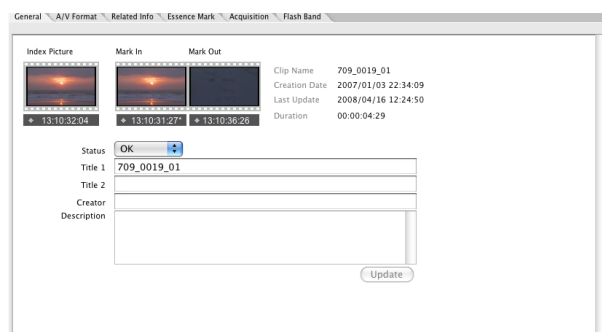 General A/V Format Related Info Essence Mark Acquisition Flash Band
Index Picture Mark In Mark Out
13:10:32:04 13:10:31:27* 13:10:36:26
Clip Name 709_0019_01
Creation Date 2007/01/03 22:34:09
Last Update 2008/04/16 12:24:50
Duration 00:00:04:29
Status OK
Title 1 709_0019_01
Title 2
Creator
Description
Update